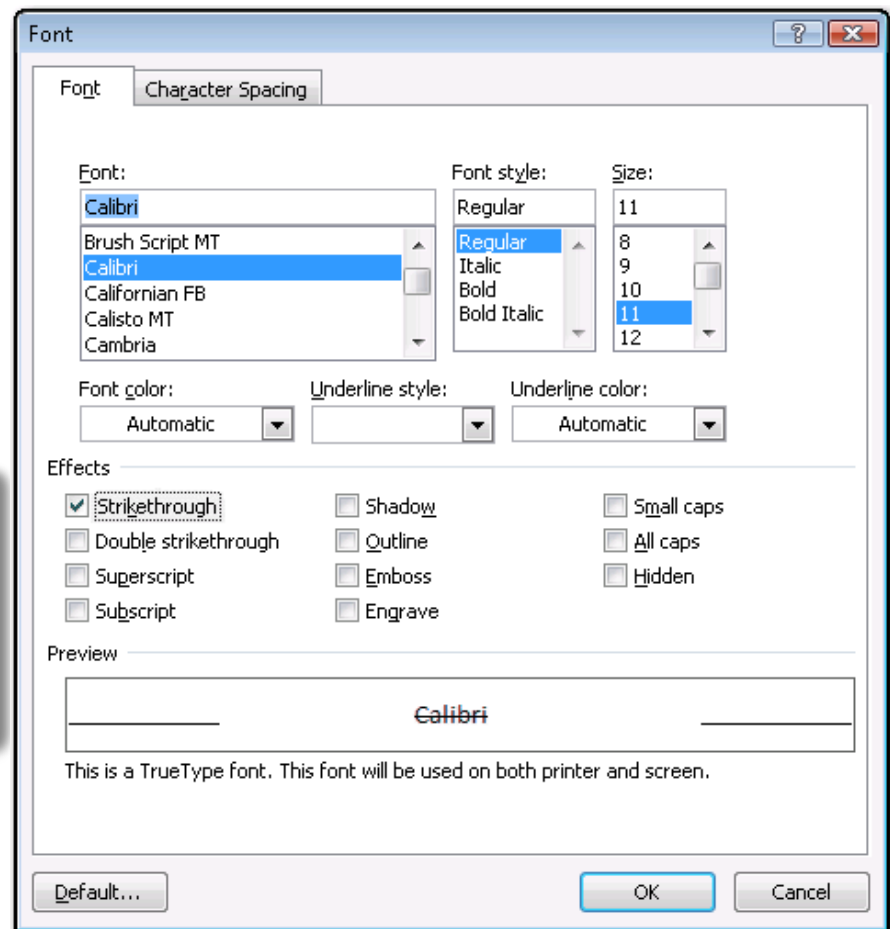 Font
Font Character Spacing
Font: Font style: Size:
Calibri Regular 11
Brush Script MT Regular 8
Calibri Italic 9
Californian FB Bold 10
Calisto MT Bold Italic 11
Cambria 12
Font color: Underline style: Underline color:
Automatic Automatic
Effects
Strikethrough Shadow Small caps
Double strikethrough Outline All caps
Superscript Emboss Hidden
Subscript Engrave
Preview
Calibri
This is a TrueType font. This font will be used on both printer and screen.
Default... OK Cancel